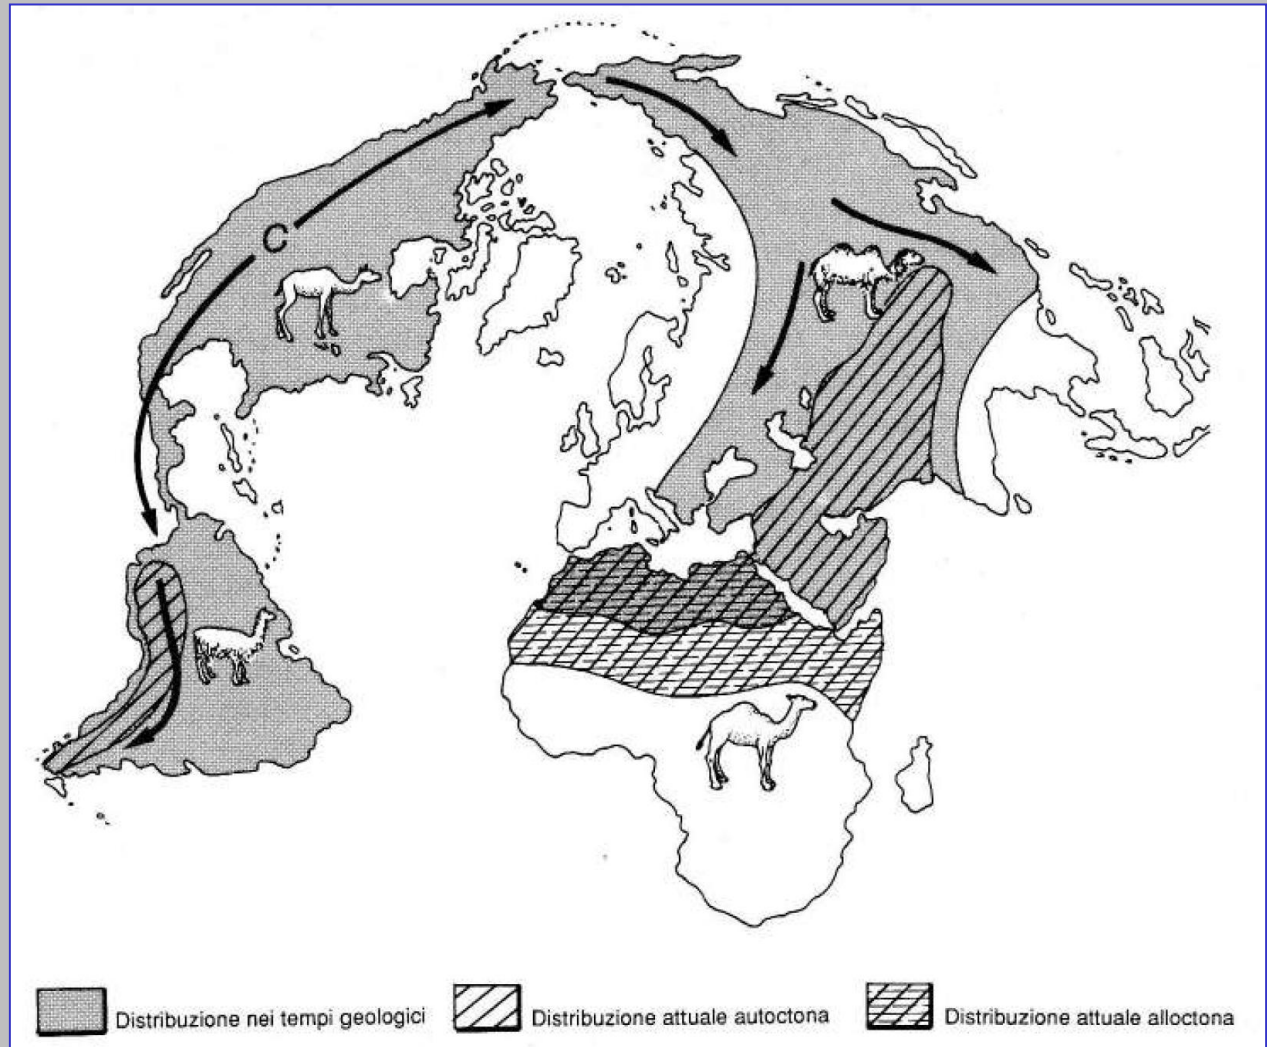 C
Distribuzione nei tempi geologici
Distribuzione attuale autoctona
Distribuzione attuale alloctona